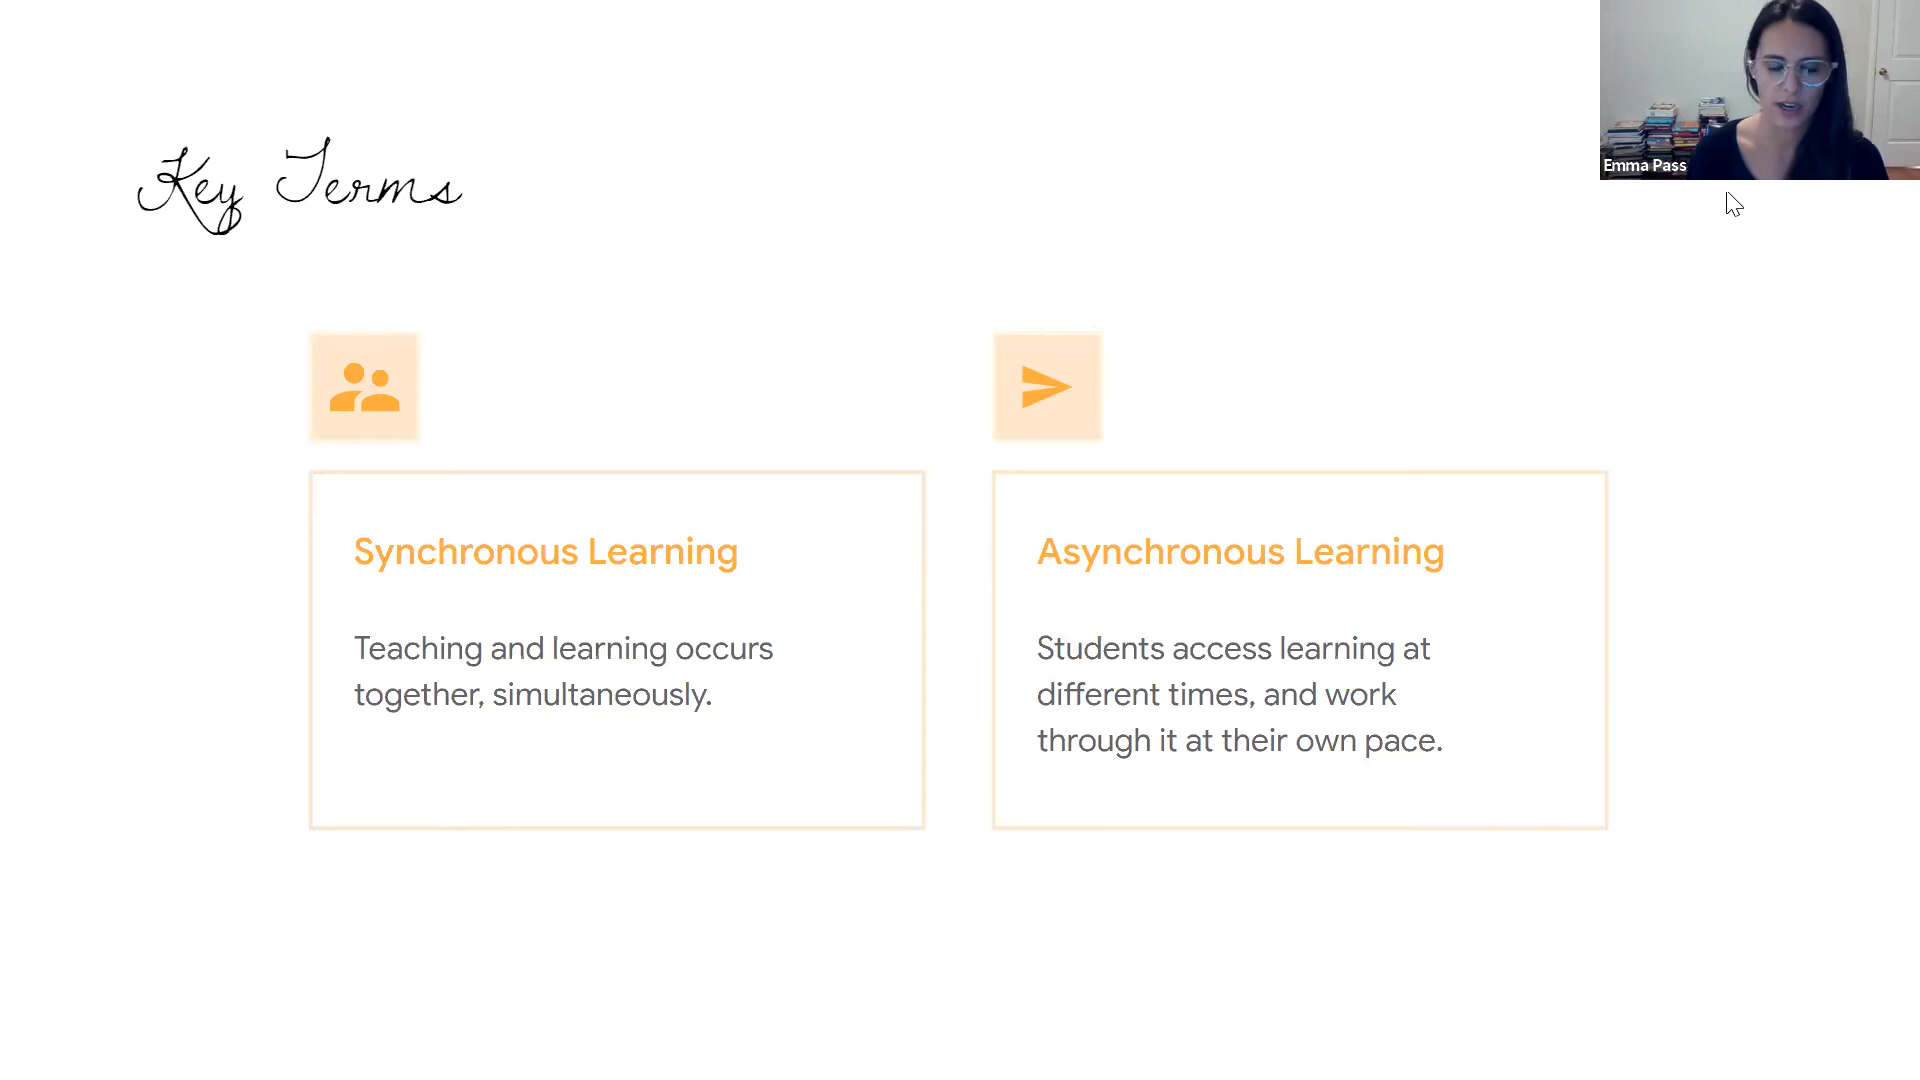 Key Terms
Emma Pass
Synchronous Learning
Teaching and learning occurs
together, simultaneously.
Asynchronous Learning
Students access learning at
different times, and work
through it at their own pace.